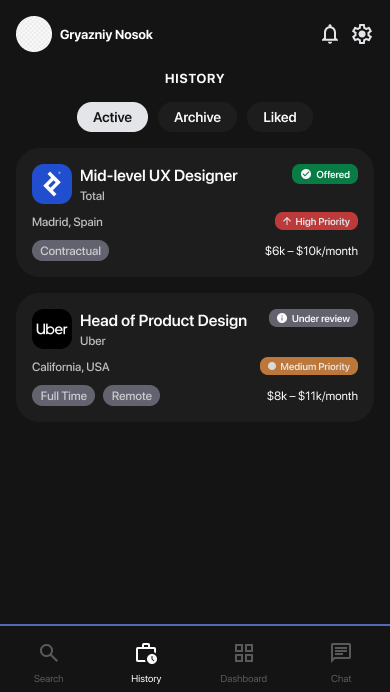 Gryazniy Nosok
HISTORY
Active Archive Liked
Mid-level UX Designer
Offered
Total
Madrid, Spain
High Priority
Contractual
$6k – $10k/month
Uber
Head of Product Design
Under review
Uber
California, USA
Medium Priority
Full Time Remote
$8k – $11k/month
Search History Dashboard Chat